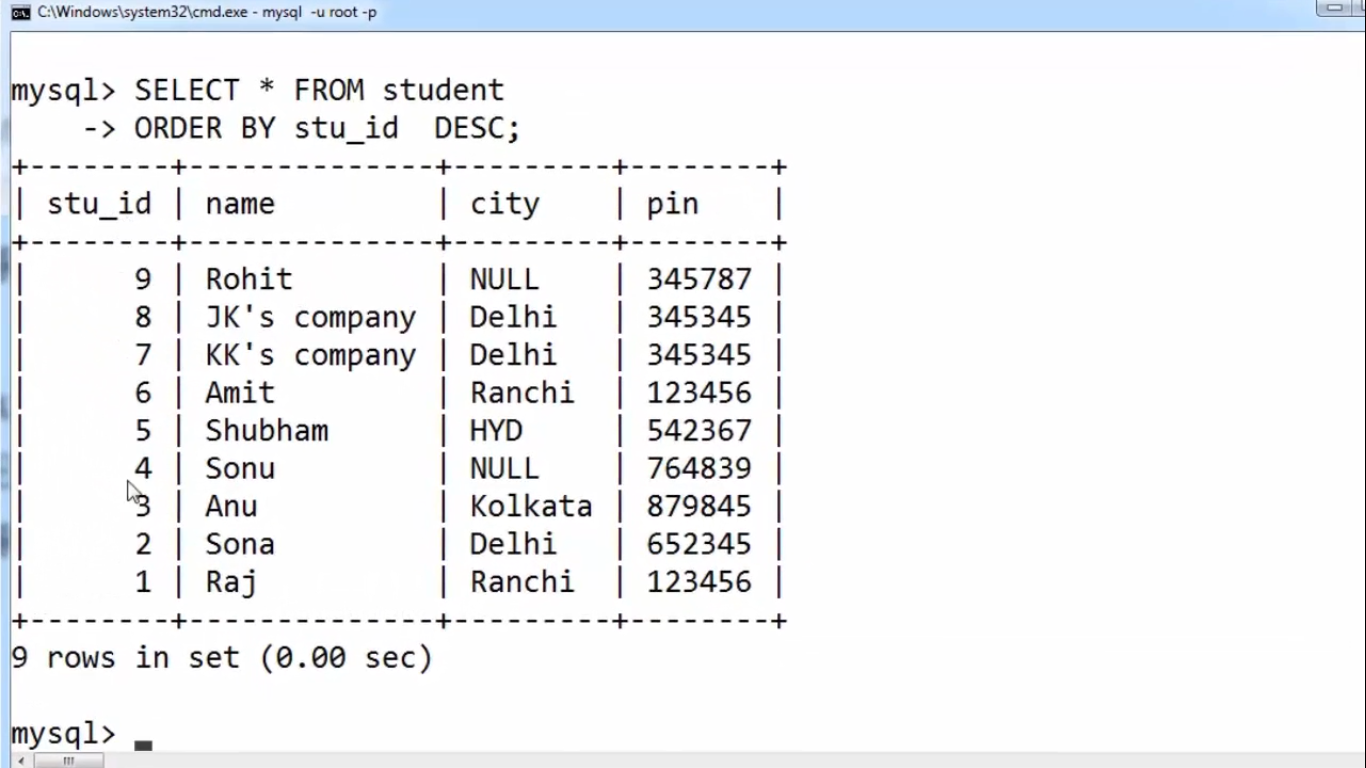 C:\Windows\system32\cmd.exe - mysql  -u root -p
mysql> SELECT * FROM student
    -> ORDER BY stu_id  DESC;
+--------+--------------+---------+--------+
| stu_id | name         | city    | pin    |
+--------+--------------+---------+--------+
|      9 | Rohit        | NULL    | 345787 |
|      8 | JK's company | Delhi   | 345345 |
|      7 | KK's company | Delhi   | 345345 |
|      6 | Amit         | Ranchi  | 123456 |
|      5 | Shubham      | HYD     | 542367 |
|      4 | Sonu         | NULL    | 764839 |
|      3 | Anu          | Kolkata | 879845 |
|      2 | Sona         | Delhi   | 652345 |
|      1 | Raj          | Ranchi  | 123456 |
+--------+--------------+---------+--------+
9 rows in set (0.00 sec)
mysql>